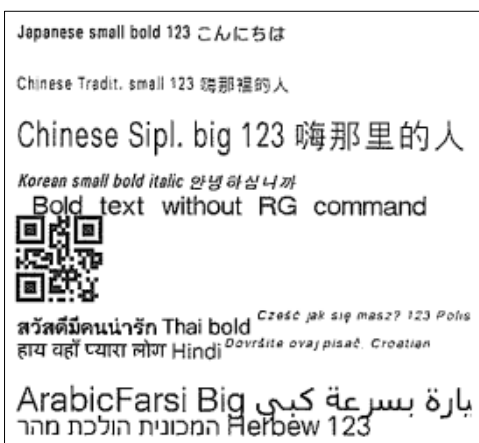 Japanese small bold 123 こんにちは
Chinese Tradit. small 123 嗨那裡的人
Chinese Sipl. big 123 嗨那里的人
Korean small bold italic 안녕하십니까
Bold text without RG command
สวัสดีมีคนน่ารัก Thai bold Cześć jak się masz? 123 Polis
हाय वहाँ प्यारा लोग Hindi Dovršite ovaj pisač. Croatian
ArabicFarsi Big يارة بسرعة كبي
המכונית הולכת מהר Herbew 123